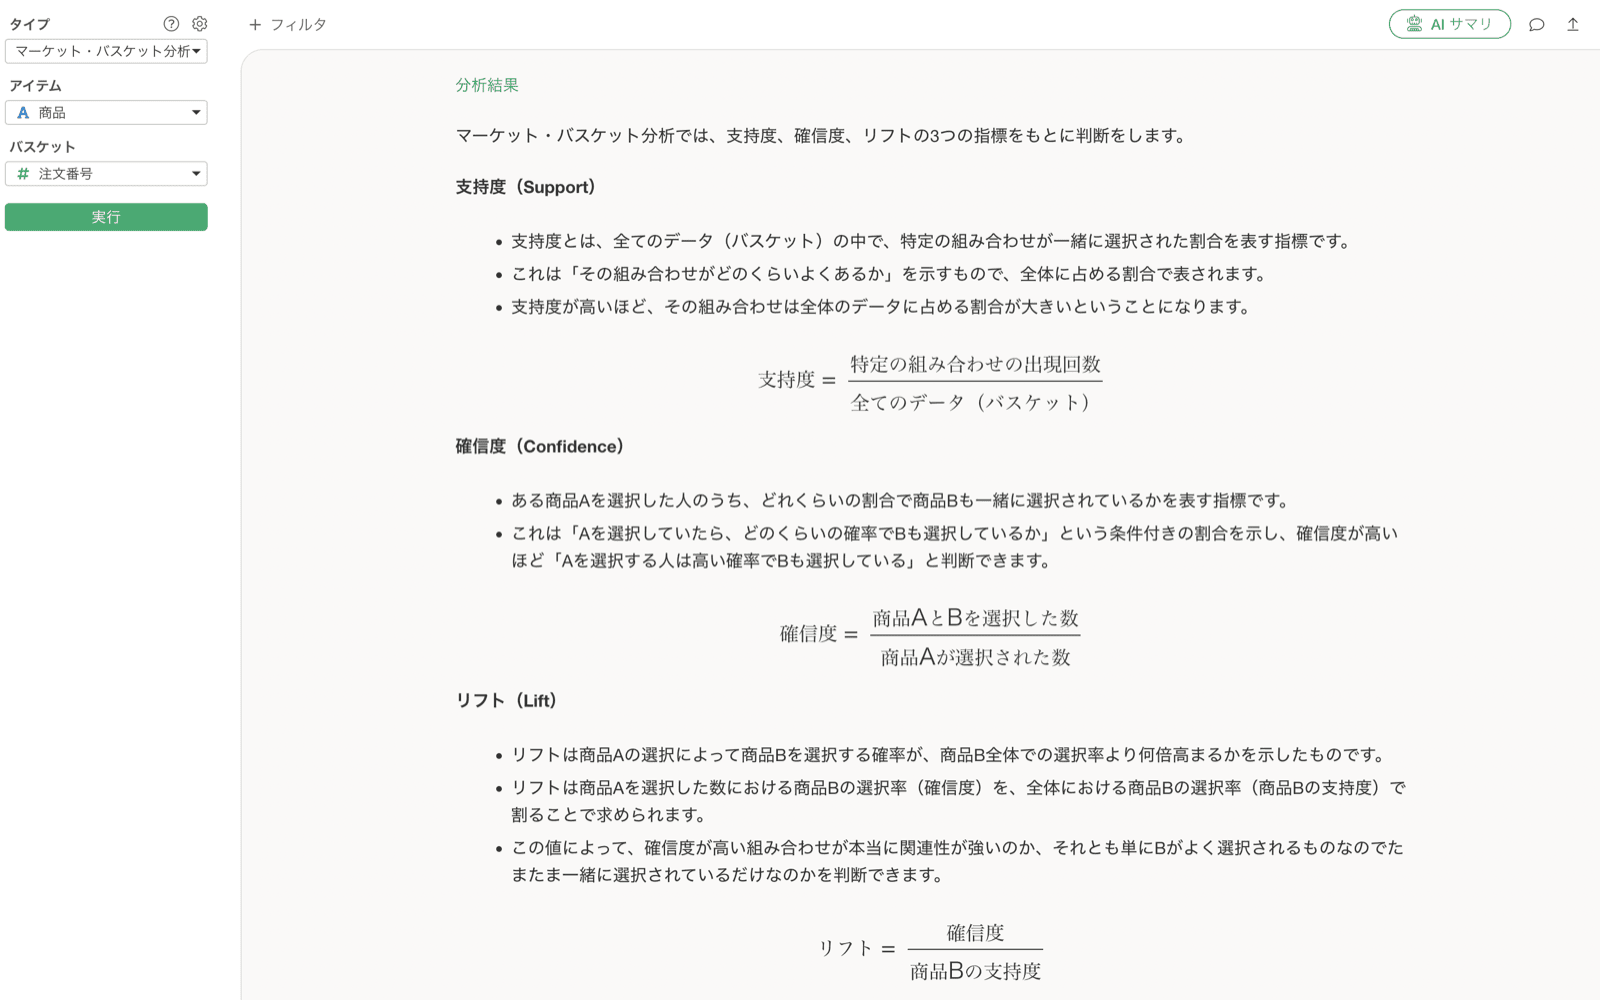 タイプ
マーケット・バスケット分析
アイテム
A 商品
バスケット
# 注文番号
実行
+ フィルタ
AI サマリ
分析結果
マーケット・バスケット分析では、支持度、確信度、リフトの3つの指標をもとに判断をします。
支持度（Support）
• 支持度とは、全てのデータ（バスケット）の中で、特定の組み合わせが一緒に選択された割合を表す指標です。
• これは「その組み合わせがどのくらいよくあるか」を示すもので、全体に占める割合で表されます。
• 支持度が高いほど、その組み合わせは全体のデータに占める割合が大きいということになります。
特定の組み合わせの出現回数
支持度 =
全てのデータ（バスケット）
確信度（Confidence）
• ある商品Aを選択した人のうち、どれくらいの割合で商品Bも一緒に選択されているかを表す指標です。
• これは「Aを選択していたら、どのくらいの確率でBも選択しているか」という条件付きの割合を示し、確信度が高い
ほど「Aを選択する人は高い確率でBも選択している」と判断できます。
商品AとBを選択した数
確信度 =
商品Aが選択された数
リフト（Lift）
• リフトは商品Aの選択によって商品Bを選択する確率が、商品B全体での選択率より何倍高まるかを示したものです。
• リフトは商品Aを選択した数における商品Bの選択率（確信度）を、全体における商品Bの選択率（商品Bの支持度）で
割ることで求められます。
• この値によって、確信度が高い組み合わせが本当に関連性が強いのか、それとも単にBがよく選択されるものなのでた
またま一緒に選択されているだけなのかを判断できます。
確信度
リフト =
商品Bの支持度